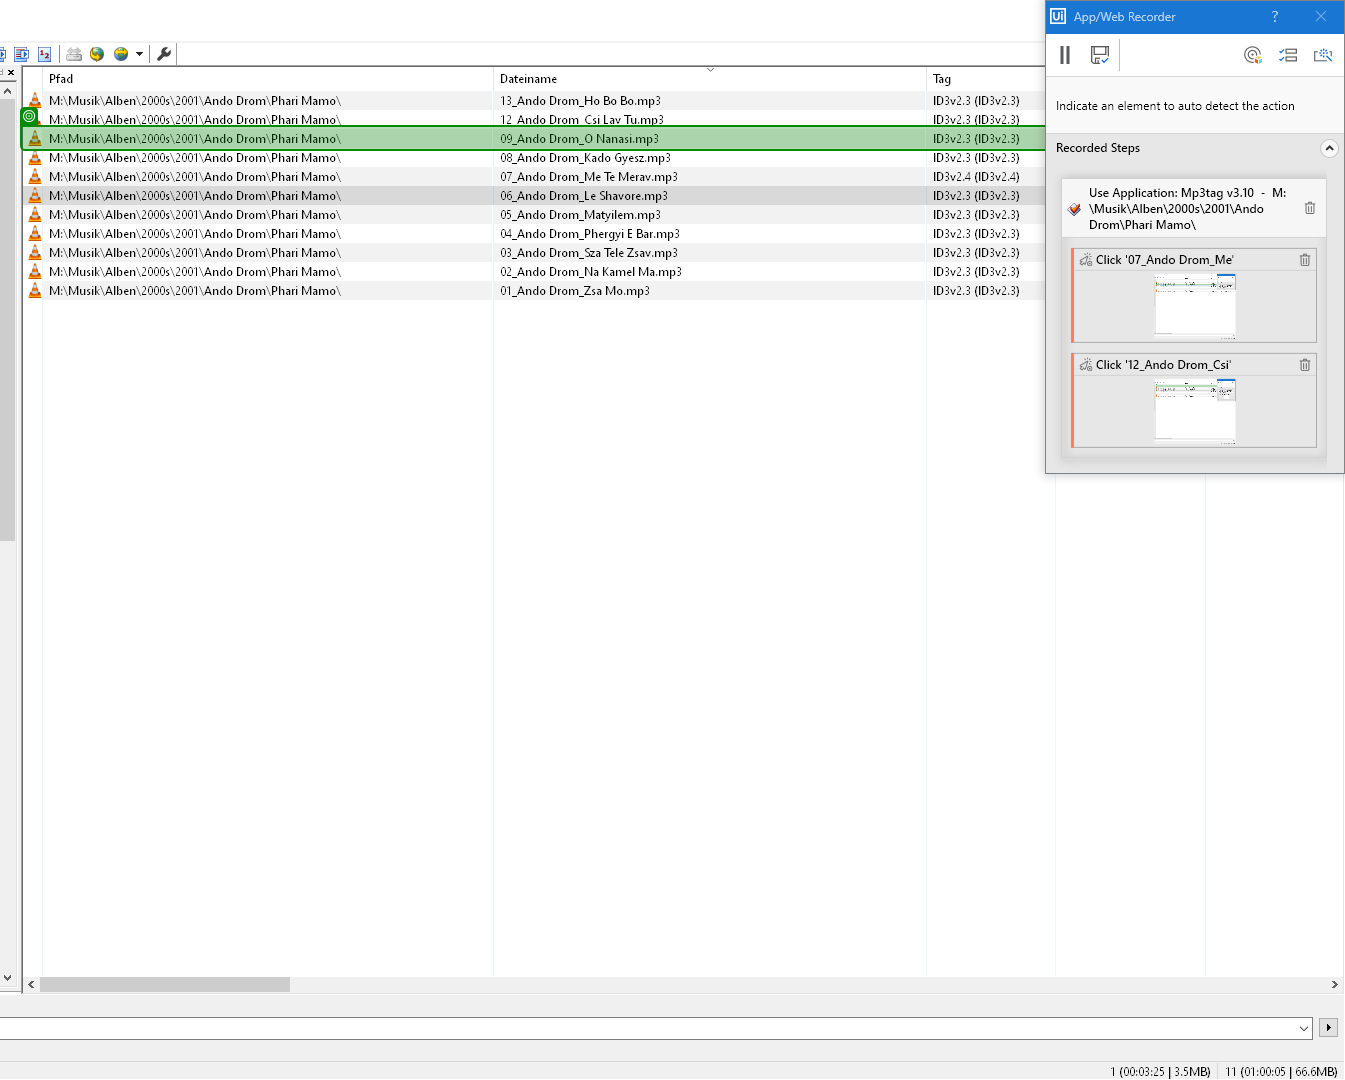 Ui App/Web Recorder ?
Indicate an element to auto detect the action
Recorded Steps
Use Application: Mp3tag v3.10 - M:
\Musik\Alben\2000s\2001\Ando
Drom\Phari Mamo\
Click '07_Ando Drom_Me'
Click '12_Ando Drom_Csi'
Pfad Dateiname Tag
M:\Musik\Alben\2000s\2001\Ando Drom\Phari Mamo\ 13_Ando Drom_Ho Bo Bo.mp3 ID3v2.3 (ID3v2.3)
M:\Musik\Alben\2000s\2001\Ando Drom\Phari Mamo\ 12_Ando Drom_Csi Lav Tu.mp3 ID3v2.3 (ID3v2.3)
M:\Musik\Alben\2000s\2001\Ando Drom\Phari Mamo\ 09_Ando Drom_O Nanasi.mp3 ID3v2.3 (ID3v2.3)
M:\Musik\Alben\2000s\2001\Ando Drom\Phari Mamo\ 08_Ando Drom_Kado Gyesz.mp3 ID3v2.3 (ID3v2.3)
M:\Musik\Alben\2000s\2001\Ando Drom\Phari Mamo\ 07_Ando Drom_Me Te Merav.mp3 ID3v2.4 (ID3v2.4)
M:\Musik\Alben\2000s\2001\Ando Drom\Phari Mamo\ 06_Ando Drom_Le Shavore.mp3 ID3v2.3 (ID3v2.3)
M:\Musik\Alben\2000s\2001\Ando Drom\Phari Mamo\ 05_Ando Drom_Matyilem.mp3 ID3v2.3 (ID3v2.3)
M:\Musik\Alben\2000s\2001\Ando Drom\Phari Mamo\ 04_Ando Drom_Phergyi E Bar.mp3 ID3v2.3 (ID3v2.3)
M:\Musik\Alben\2000s\2001\Ando Drom\Phari Mamo\ 03_Ando Drom_Sza Tele Zsav.mp3 ID3v2.3 (ID3v2.3)
M:\Musik\Alben\2000s\2001\Ando Drom\Phari Mamo\ 02_Ando Drom_Na Kamel Ma.mp3 ID3v2.3 (ID3v2.3)
M:\Musik\Alben\2000s\2001\Ando Drom\Phari Mamo\ 01_Ando Drom_Zsa Mo.mp3 ID3v2.3 (ID3v2.3)
1 (00:03:25 | 3.5MB) 11 (01:00:05 | 66.6MB)